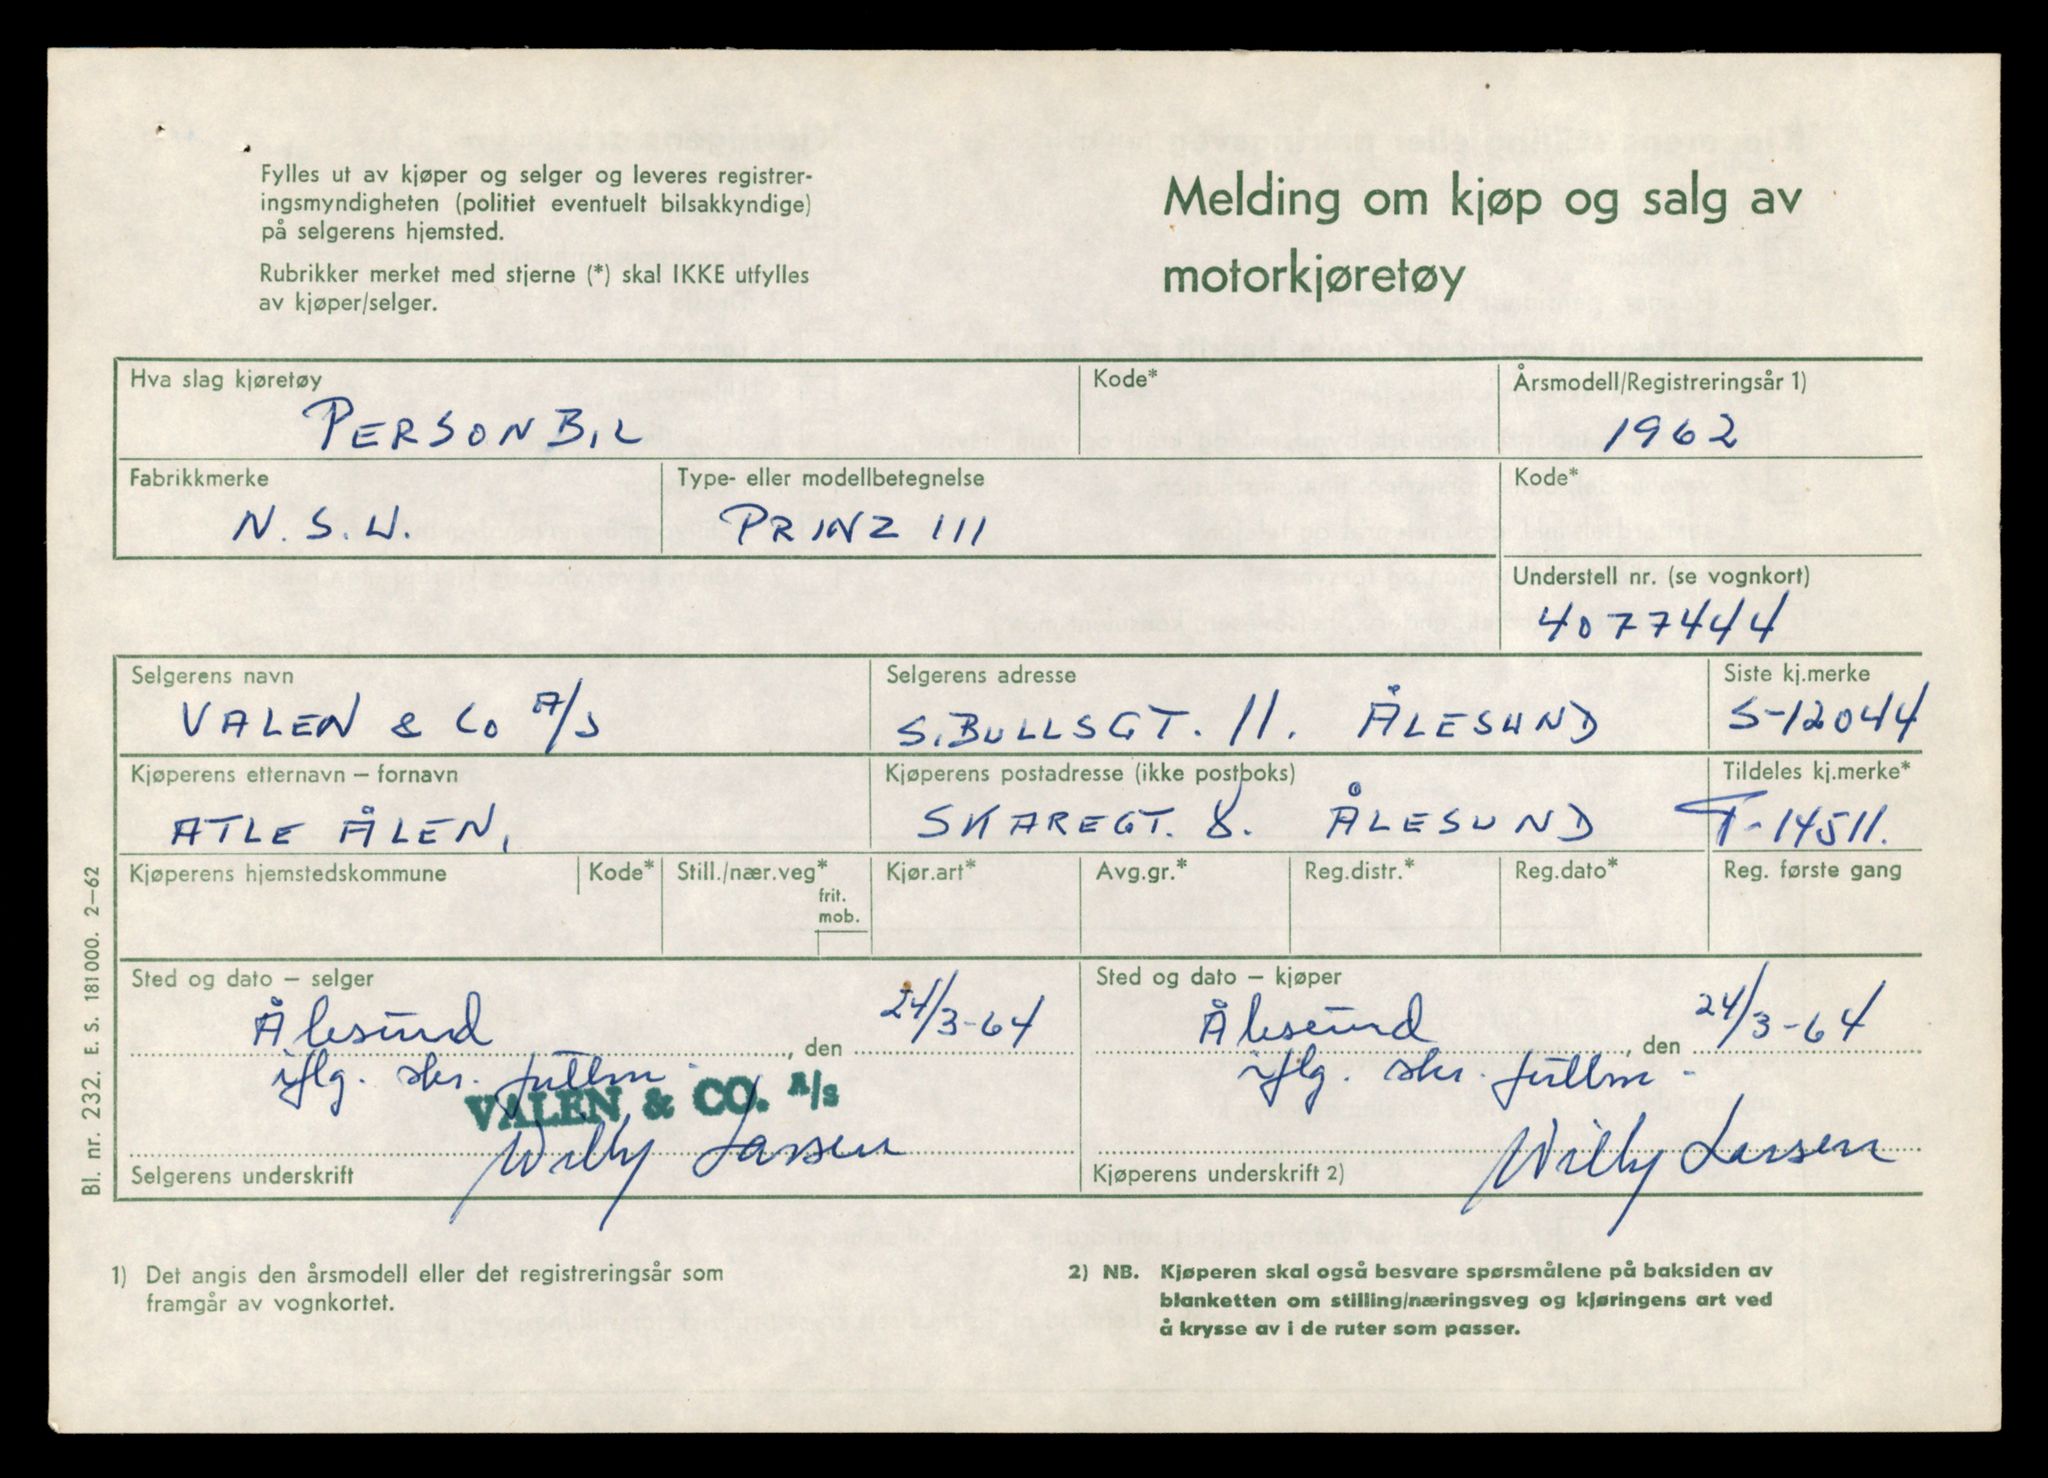 Fylles ut av kjøper og selger og leveres registrer-
ingsmyndigheten (politiet eventuelt bilsakkyndige)
på selgerens hjemsted.
Rubrikker merket med stjerne (*) skal IKKE utfylles
av kjøper/selger.
Melding om kjøp og salg av
motorkjøretøy
Hva slag kjøretøy
PERSONBIL
Kode*
Årsmodell/Registreringsår 1)
1962
Fabrikkmerke
N.S.U.
Type- eller modellbetegnelse
PRINZ III
Kode*
Understell nr. (se vognkort)
4077444
Selgerens navn
VALEN & Co A/S
Selgerens adresse
S.BULLSGT. 11. ÅLESUND
Siste kj.merke
S-12044
Kjøperens etternavn – fornavn
ATLE ÅLEN,
Kjøperens postadresse (ikke postboks)
SKAREGT. 8. ÅLESUND
Tildeles kj.merke*
T-14511.
Kjøperens hjemstedskommune
Kode*
Still./nær.veg*
frit.
mob.
Kjør.art*
Avg.gr.*
Reg.distr.*
Reg.dato*
Reg. første gang
Sted og dato – selger
Ålesund, den 24/3-64
iflg. skr. fullm.
VALEN & CO. A/S
Willy Larsen
Selgerens underskrift
Sted og dato – kjøper
Ålesund, den 24/3-64
iflg. skr. fullm.
Willy Larsen
Kjøperens underskrift 2)
1) Det angis den årsmodell eller det registreringsår som
framgår av vognkortet.
2) NB. Kjøperen skal også besvare spørsmålene på baksiden av
blanketten om stilling/næringsveg og kjøringens art ved
å krysse av i de ruter som passer.
Bl. nr. 232. E. S. 181000. 2–62